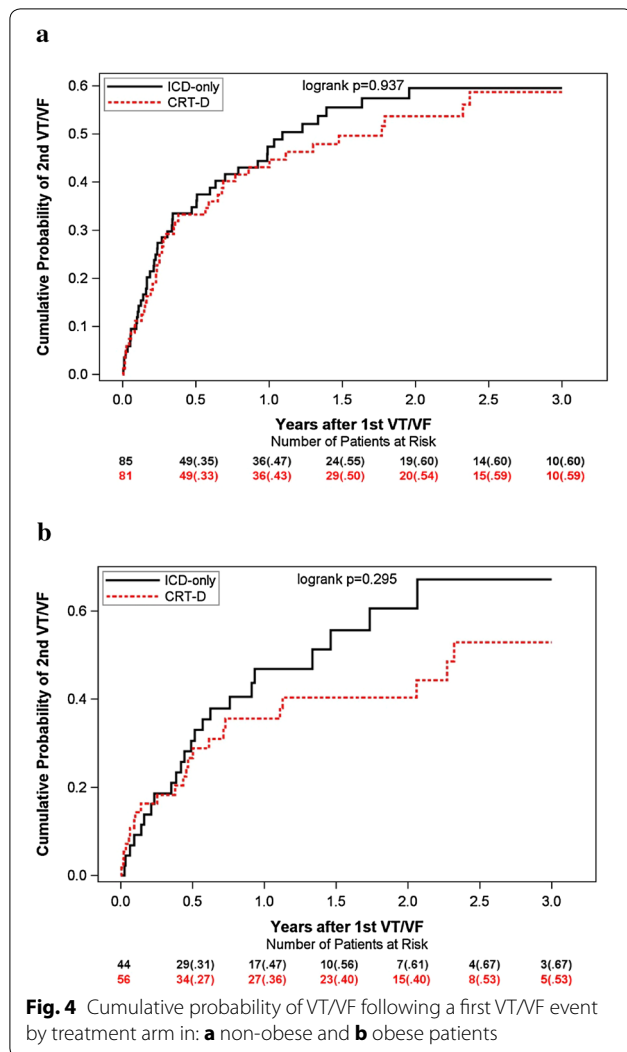 a
ICD-only
CRT-D
logrank p=0.937
Cumulative Probability of 2nd VT/VF
0.6
0.5
0.4
0.3
0.2
0.1
0.0
0.0 0.5 1.0 1.5 2.0 2.5 3.0
Years after 1st VT/VF
Number of Patients at Risk
85 49(.35) 36(.47) 24(.55) 19(.60) 14(.60) 10(.60)
81 49(.33) 36(.43) 29(.50) 20(.54) 15(.59) 10(.59)
b
ICD-only
CRT-D
logrank p=0.295
Cumulative Probability of 2nd VT/VF
0.6
0.4
0.2
0.0
0.0 0.5 1.0 1.5 2.0 2.5 3.0
Years after 1st VT/VF
Number of Patients at Risk
44 29(.31) 17(.47) 10(.56) 7(.61) 4(.67) 3(.67)
56 34(.27) 27(.36) 23(.40) 15(.40) 8(.53) 5(.53)
Fig. 4 Cumulative probability of VT/VF following a first VT/VF event
by treatment arm in: a non-obese and b obese patients